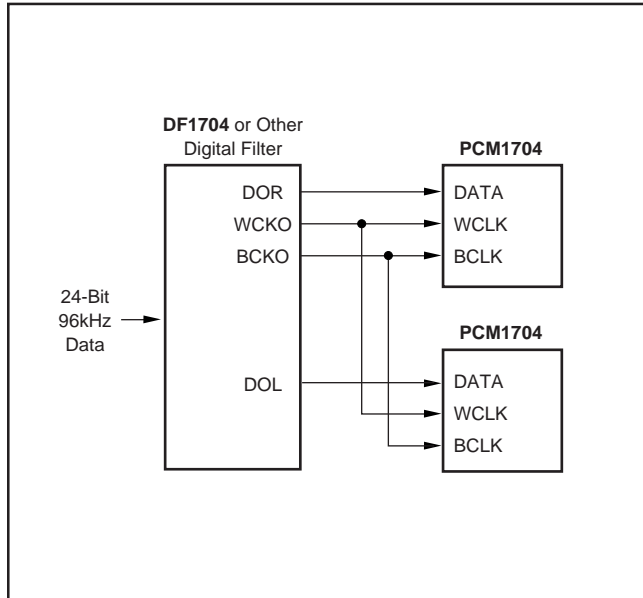 DF1704 or Other
Digital Filter
DOR
WCKO
BCKO
DOL
24-Bit
96kHz
Data
PCM1704
DATA
WCLK
BCLK
PCM1704
DATA
WCLK
BCLK